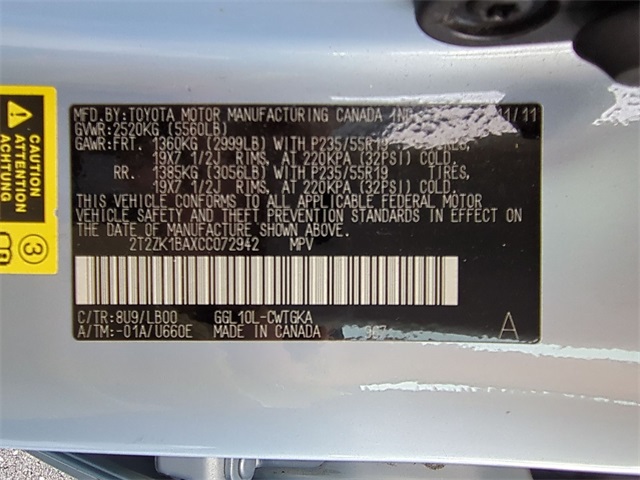 MFD.BY:TOYOTA MOTOR MANUFACTURING CANADA INC 11/11
GVWR:2520KG (5560LB)
GAWR:FRT. 1360KG (2999LB) WITH P235/55R19 TIRES,
19X7 1/2J RIMS, AT 220KPA (32PSI) COLD.
RR. 1385KG (3056LB) WITH P235/55R19 TIRES,
19X7 1/2J RIMS, AT 220KPA (32PSI) COLD.
THIS VEHICLE CONFORMS TO ALL APPLICABLE FEDERAL MOTOR
VEHICLE SAFETY AND THEFT PREVENTION STANDARDS IN EFFECT ON
THE DATE OF MANUFACTURE SHOWN ABOVE.
2T2ZK1BAXCC072942 MPV
C/TR:8U9/LB00 GGL10L-CWTGKA
A/TM:-01A/U660E MADE IN CANADA A
CAUTION
ATTENTION
ACHTUNG
3